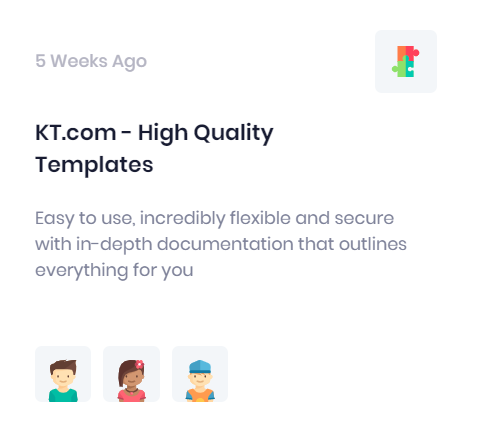 5 Weeks Ago
KT.com - High Quality
Templates
Easy to use, incredibly flexible and secure
with in-depth documentation that outlines
everything for you